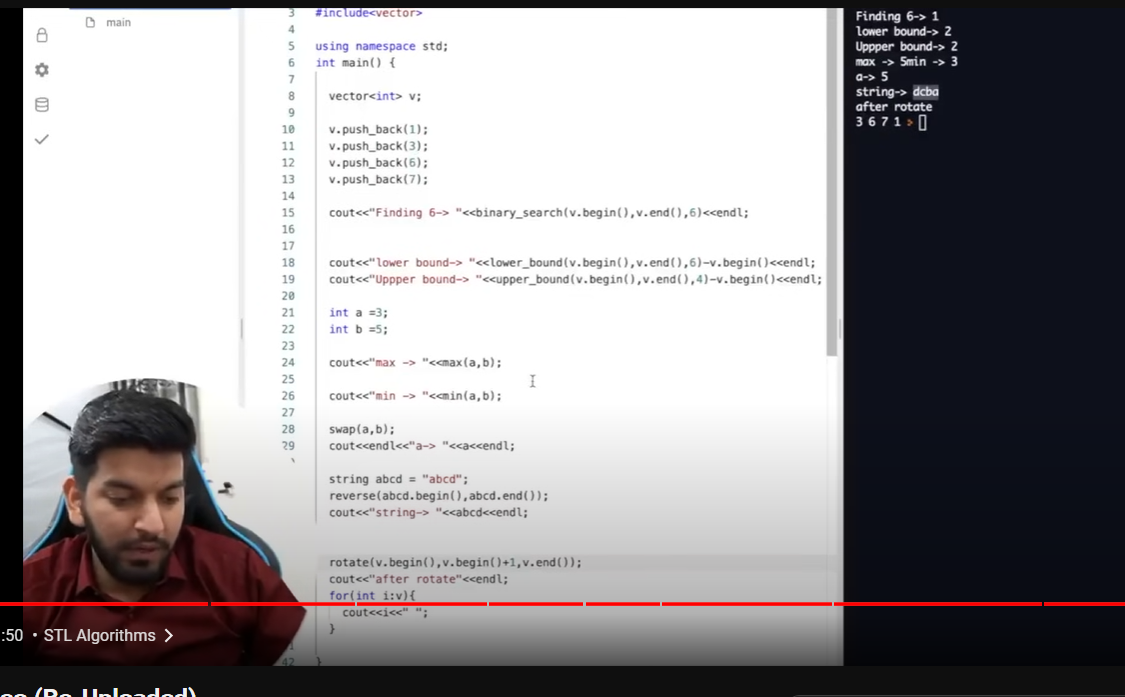 main
3 #include<vector>
4
5 using namespace std;
6 int main() {
7
8 vector<int> v;
9
10 v.push_back(1);
11 v.push_back(3);
12 v.push_back(6);
13 v.push_back(7);
14
15 cout<<"Finding 6-> "<<binary_search(v.begin(),v.end(),6)<<endl;
16
17
18 cout<<"lower bound-> "<<lower_bound(v.begin(),v.end(),6)-v.begin()<<endl;
19 cout<<"Uppper bound-> "<<upper_bound(v.begin(),v.end(),4)-v.begin()<<endl;
20
21 int a =3;
22 int b =5;
23
24 cout<<"max -> "<<max(a,b);
25
26 cout<<"min -> "<<min(a,b);
27
28 swap(a,b);
29 cout<<endl<<"a-> "<<a<<endl;
string abcd = "abcd";
reverse(abcd.begin(),abcd.end());
cout<<"string-> "<<abcd<<endl;
rotate(v.begin(),v.begin()+1,v.end());
cout<<"after rotate"<<endl;
for(int i:v){
cout<<i<<" ";
}
42 }
Finding 6-> 1
lower bound-> 2
Uppper bound-> 2
max -> 5min -> 3
a-> 5
string-> dcba
after rotate
3 6 7 1 >
:50 • STL Algorithms >
(Re-Uploaded)